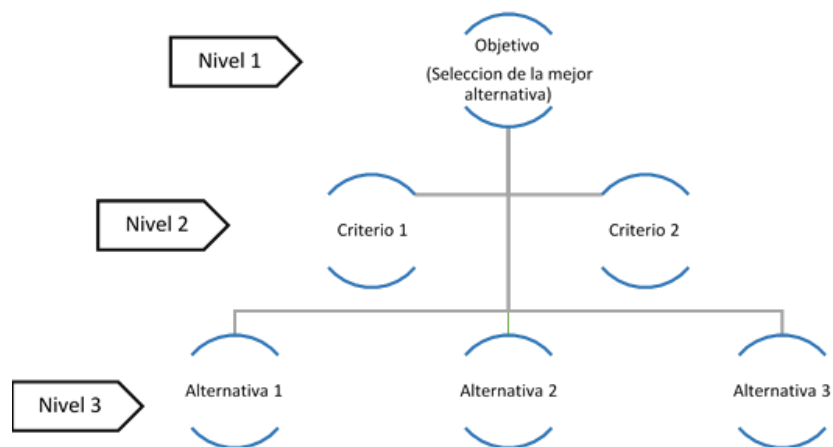 Nivel 1
Objetivo
(Seleccion de la mejor
alternativa)
Nivel 2
Criterio 1
Criterio 2
Nivel 3
Alternativa 1
Alternativa 2
Alternativa 3